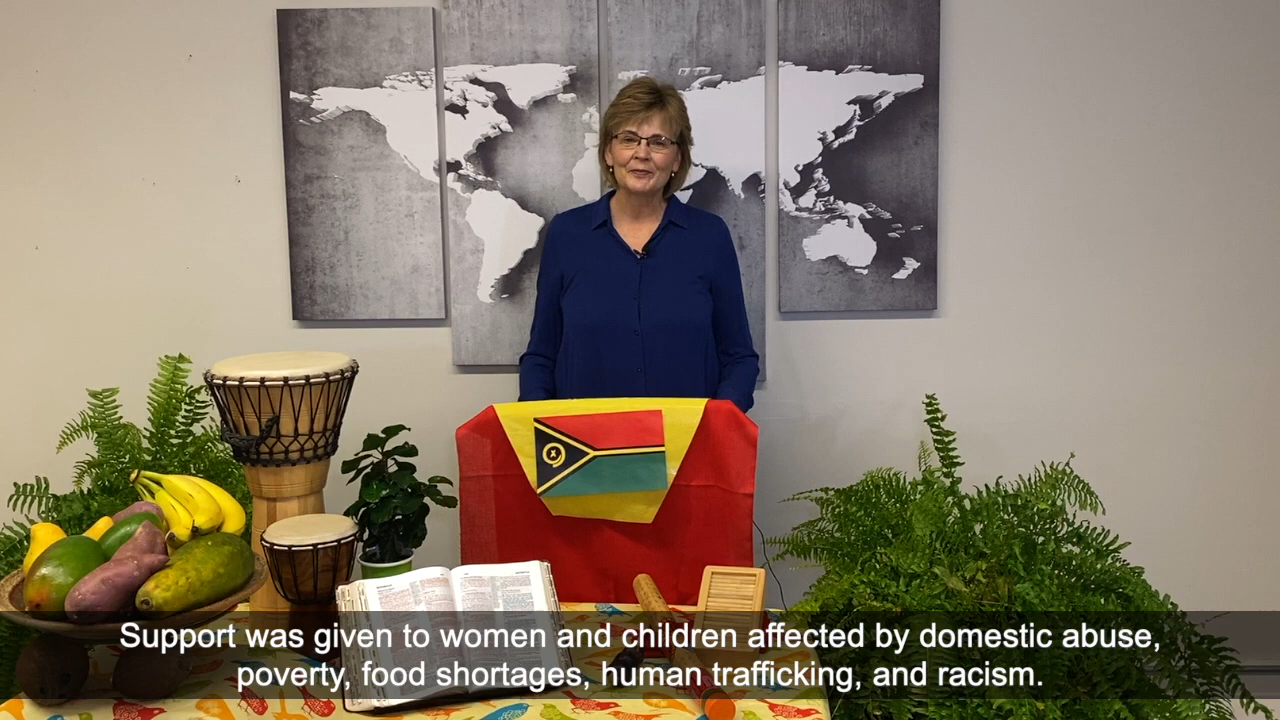 Support was given to women and children affected by domestic abuse,
poverty, food shortages, human trafficking, and racism.